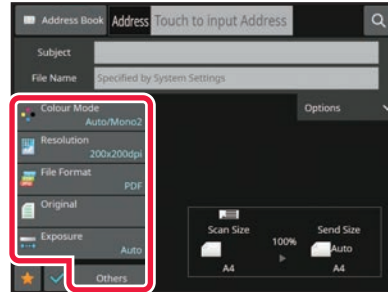 Address Book Address Touch to input Address
Subject
File Name Specified by System Settings
Colour Mode
Auto/Mono2
Options
Resolution
200x200dpi
File Format
PDF
Original
Exposure
Auto
Others
Scan Size
100%
Send Size
Auto
A4
A4